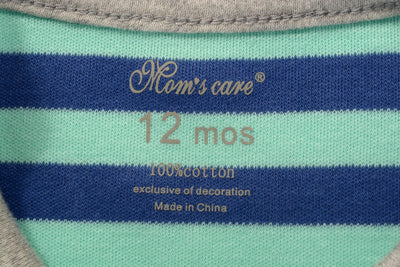 Mom's care®
12 mos
100%cotton
exclusive of decoration
Made in China